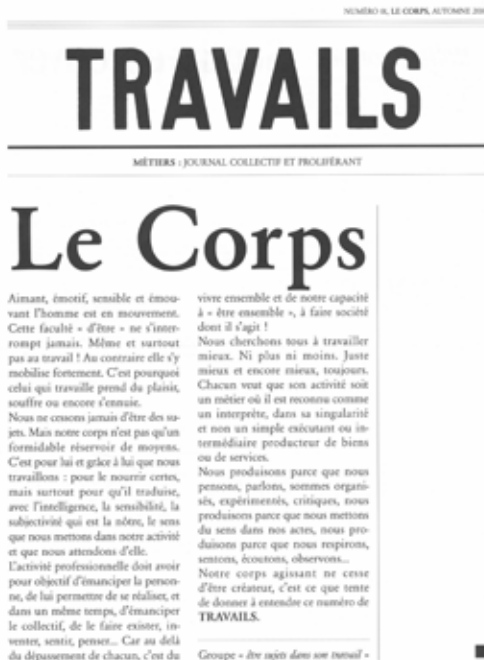 NUMÉRO 01, LE CORPS, AUTOMNE
TRAVAILS
MÉTIERS : JOURNAL COLLECTIF ET PROLIFÉRANT
Le Corps
Aimant, émotif, sensible et émou-
vant l'homme est en mouvement.
Cette faculté « d'être » ne s'inter-
rompt jamais. Même et surtout
pas au travail ! Au contraire elle s'y
mobilise fortement. C'est pourquoi
celui qui travaille prend du plaisir,
souffre ou encore s'ennuie.
Nous ne cessons jamais d'être des su-
jets. Mais notre corps n'est pas qu'un
formidable réservoir de moyens.
C'est pour lui et grâce à lui que nous
travaillons : pour le nourrir certes,
mais surtout pour qu'il traduise,
avec l'intelligence, la sensibilité, la
subjectivité qui est la nôtre, le sens
que nous mettons dans notre activité
et que nous attendons d'elle.
L'activité professionnelle doit avoir
pour objectif d'émanciper la person-
ne, de lui permettre de se réaliser, et
dans un même temps, d'émanciper
le collectif, de le faire exister, in-
venter, sentir, penser... Car au delà
du dépassement de chacun, c'est du
vivre ensemble et de notre capacité
à « être ensemble », à faire société
dont il s'agit !
Nous cherchons tous à travailler
mieux. Ni plus ni moins. Juste
mieux et encore mieux, toujours.
Chacun veut que son activité soit
un métier où il est reconnu comme
un interprète, dans sa singularité
et non un simple exécutant ou in-
termédiaire producteur de biens
ou de services.
Nous produisons parce que nous
pensons, parlons, sommes organi-
sés, expérimentés, critiques, nous
produisons parce que nous mettons
du sens dans nos actes, nous pro-
duisons parce que nous respirons,
sentons, écoutons, observons...
Notre corps agissant ne cesse
d'être créateur, c'est ce que tente
de donner à entendre ce numéro de
TRAVAILS.
Groupe « être sujets dans son travail »